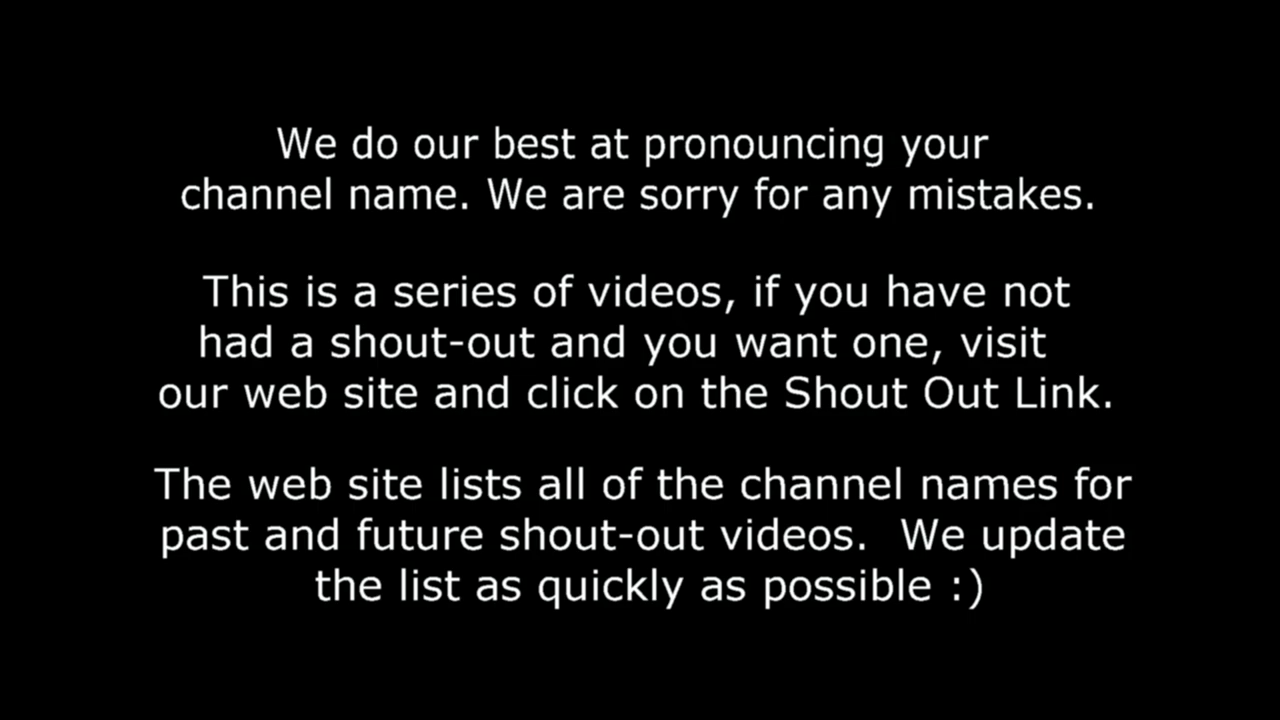 We do our best at pronouncing your
channel name. We are sorry for any mistakes.
This is a series of videos, if you have not
had a shout-out and you want one, visit
our web site and click on the Shout Out Link.
The web site lists all of the channel names for
past and future shout-out videos.  We update
the list as quickly as possible :)